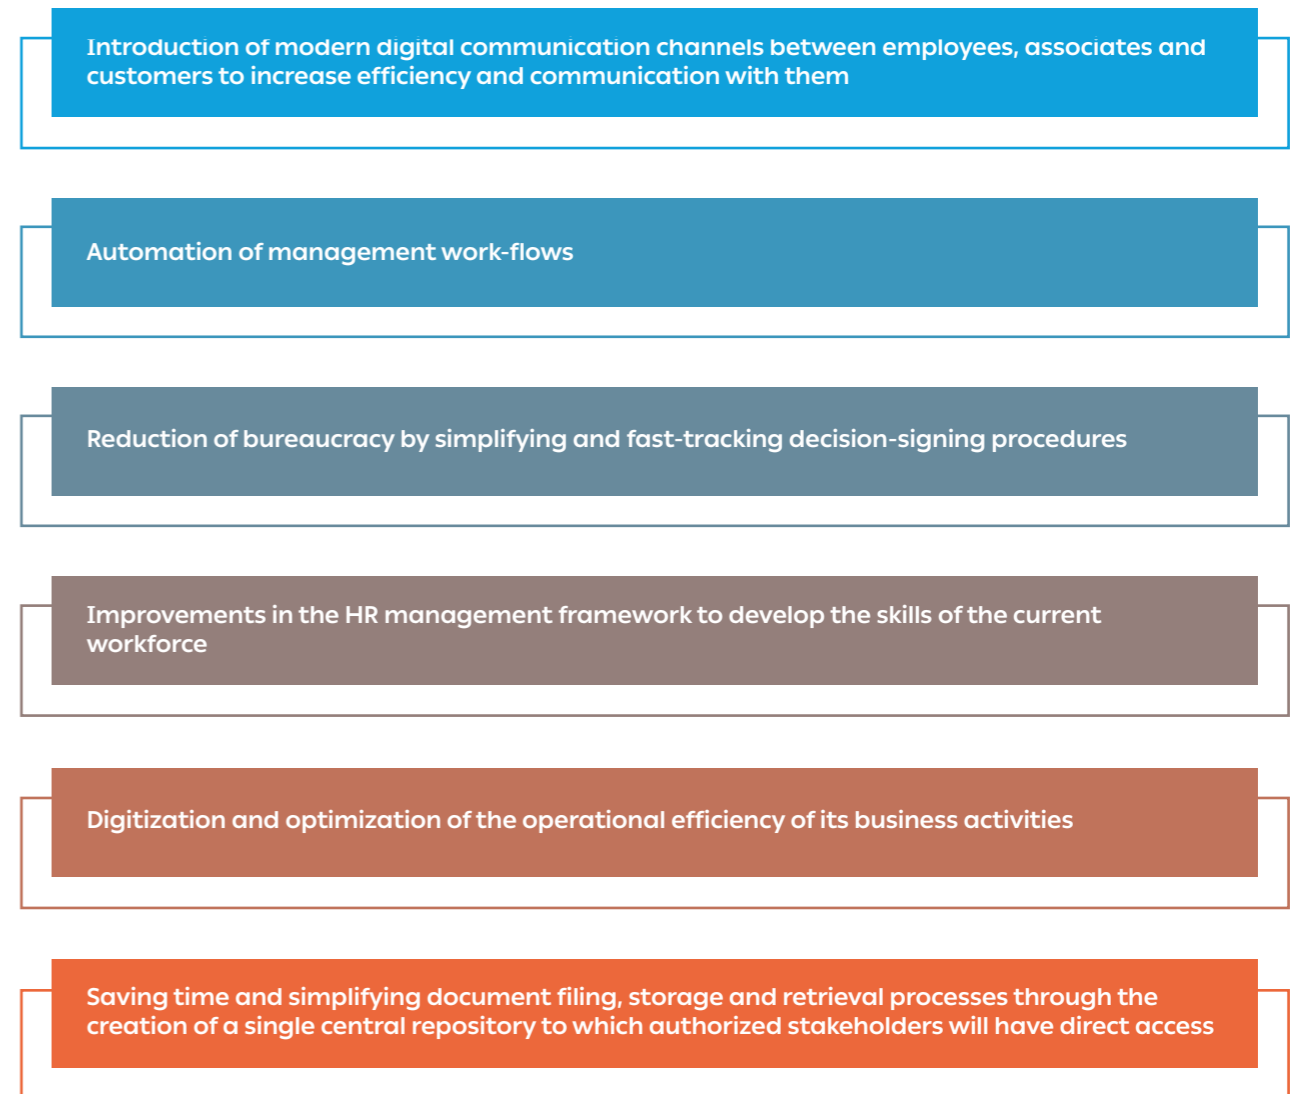 Introduction of modern digital communication channels between employees, associates and
customers to increase efficiency and communication with them
Automation of management work-flows
Reduction of bureaucracy by simplifying and fast-tracking decision-signing procedures
Improvements in the HR management framework to develop the skills of the current
workforce
Digitization and optimization of the operational efficiency of its business activities
Saving time and simplifying document filing, storage and retrieval processes through the
creation of a single central repository to which authorized stakeholders will have direct access